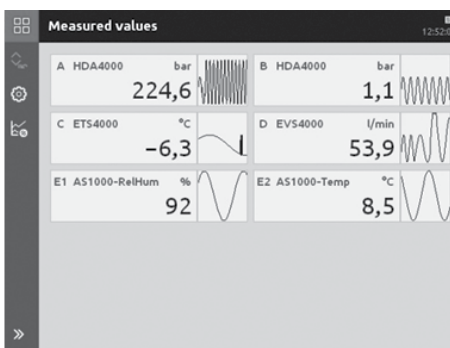 Measured values
12:52:0
A HDA4000 bar
224,6
B HDA4000 bar
1,1
C ETS4000 °C
-6,3
D EVS4000 l/min
53,9
E1 AS1000-RelHum %
92
E2 AS1000-Temp °C
8,5